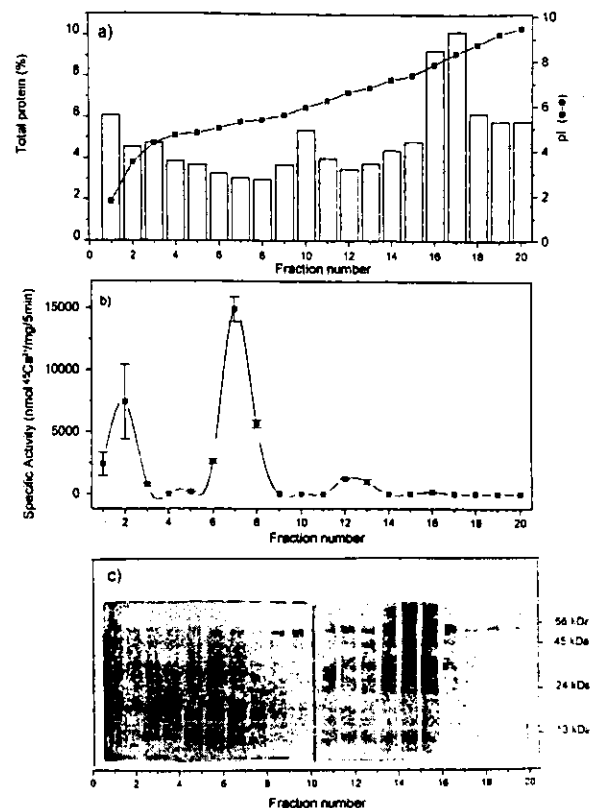 a)
Total protein (%)
10
8
6
4
2
0
10
8
6
4
2
0
pI (●-●)
0 2 4 6 8 10 12 14 16 18 20
Fraction number
b)
Specific Activity (nmol ⁴⁵Ca²⁺/mg/5min)
15000
10000
5000
0
2 4 6 8 10 12 14 16 18 20
Fraction number
c)
56 kDa
45 kDa
24 kDa
13 kDa
0 2 4 6 8 10 12 14 16 18 20
Fraction number